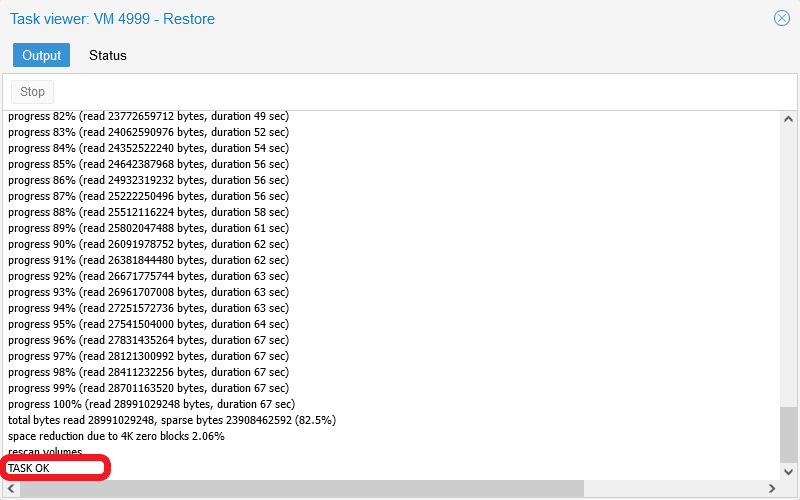 Task viewer: VM 4999 - Restore
Output Status
Stop
progress 82% (read 23772659712 bytes, duration 49 sec)
progress 83% (read 24062590976 bytes, duration 52 sec)
progress 84% (read 24352522240 bytes, duration 54 sec)
progress 85% (read 24642387968 bytes, duration 56 sec)
progress 86% (read 24932319232 bytes, duration 56 sec)
progress 87% (read 25222250496 bytes, duration 56 sec)
progress 88% (read 25512116224 bytes, duration 58 sec)
progress 89% (read 25802047488 bytes, duration 61 sec)
progress 90% (read 26091978752 bytes, duration 62 sec)
progress 91% (read 26381844480 bytes, duration 62 sec)
progress 92% (read 26671775744 bytes, duration 63 sec)
progress 93% (read 26961707008 bytes, duration 63 sec)
progress 94% (read 27251572736 bytes, duration 63 sec)
progress 95% (read 27541504000 bytes, duration 64 sec)
progress 96% (read 27831435264 bytes, duration 67 sec)
progress 97% (read 28121300992 bytes, duration 67 sec)
progress 98% (read 28411232256 bytes, duration 67 sec)
progress 99% (read 28701163520 bytes, duration 67 sec)
progress 100% (read 28991029248 bytes, duration 67 sec)
total bytes read 28991029248, sparse bytes 23908462592 (82.5%)
space reduction due to 4K zero blocks 2.06%
rescan volumes
TASK OK